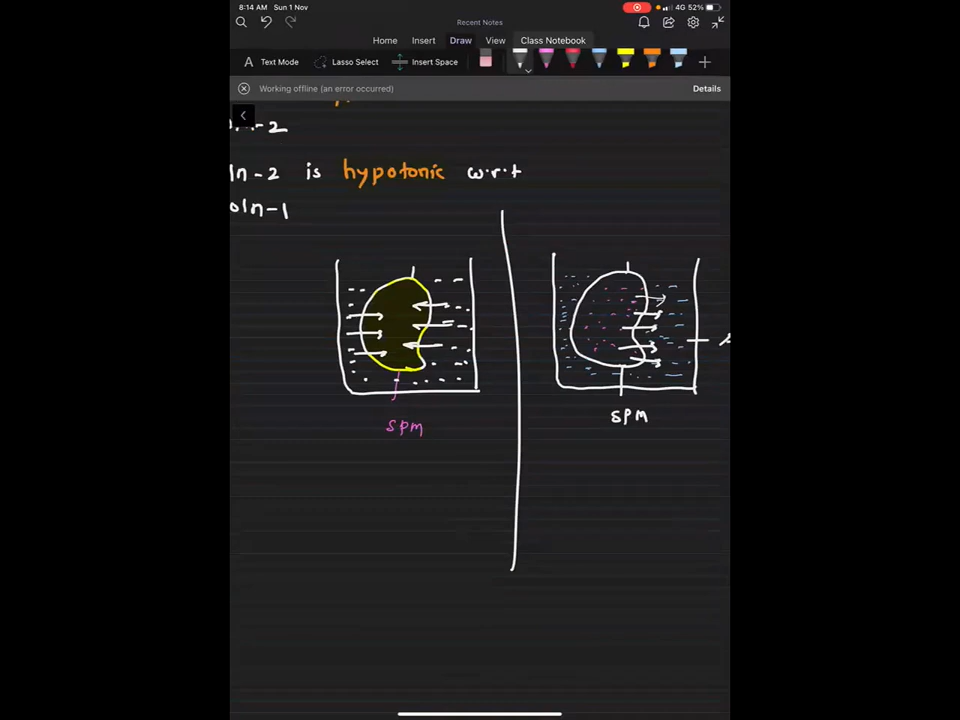 8:14 AM Sun 1 Nov
4G 52%
Recent Notes
Home Insert Draw View Class Notebook
Text Mode Lasso Select Insert Space
Working offline (an error occurred) Details
-2
ln-2 is hypotonic w.r.t
oln-1
spm
SPM